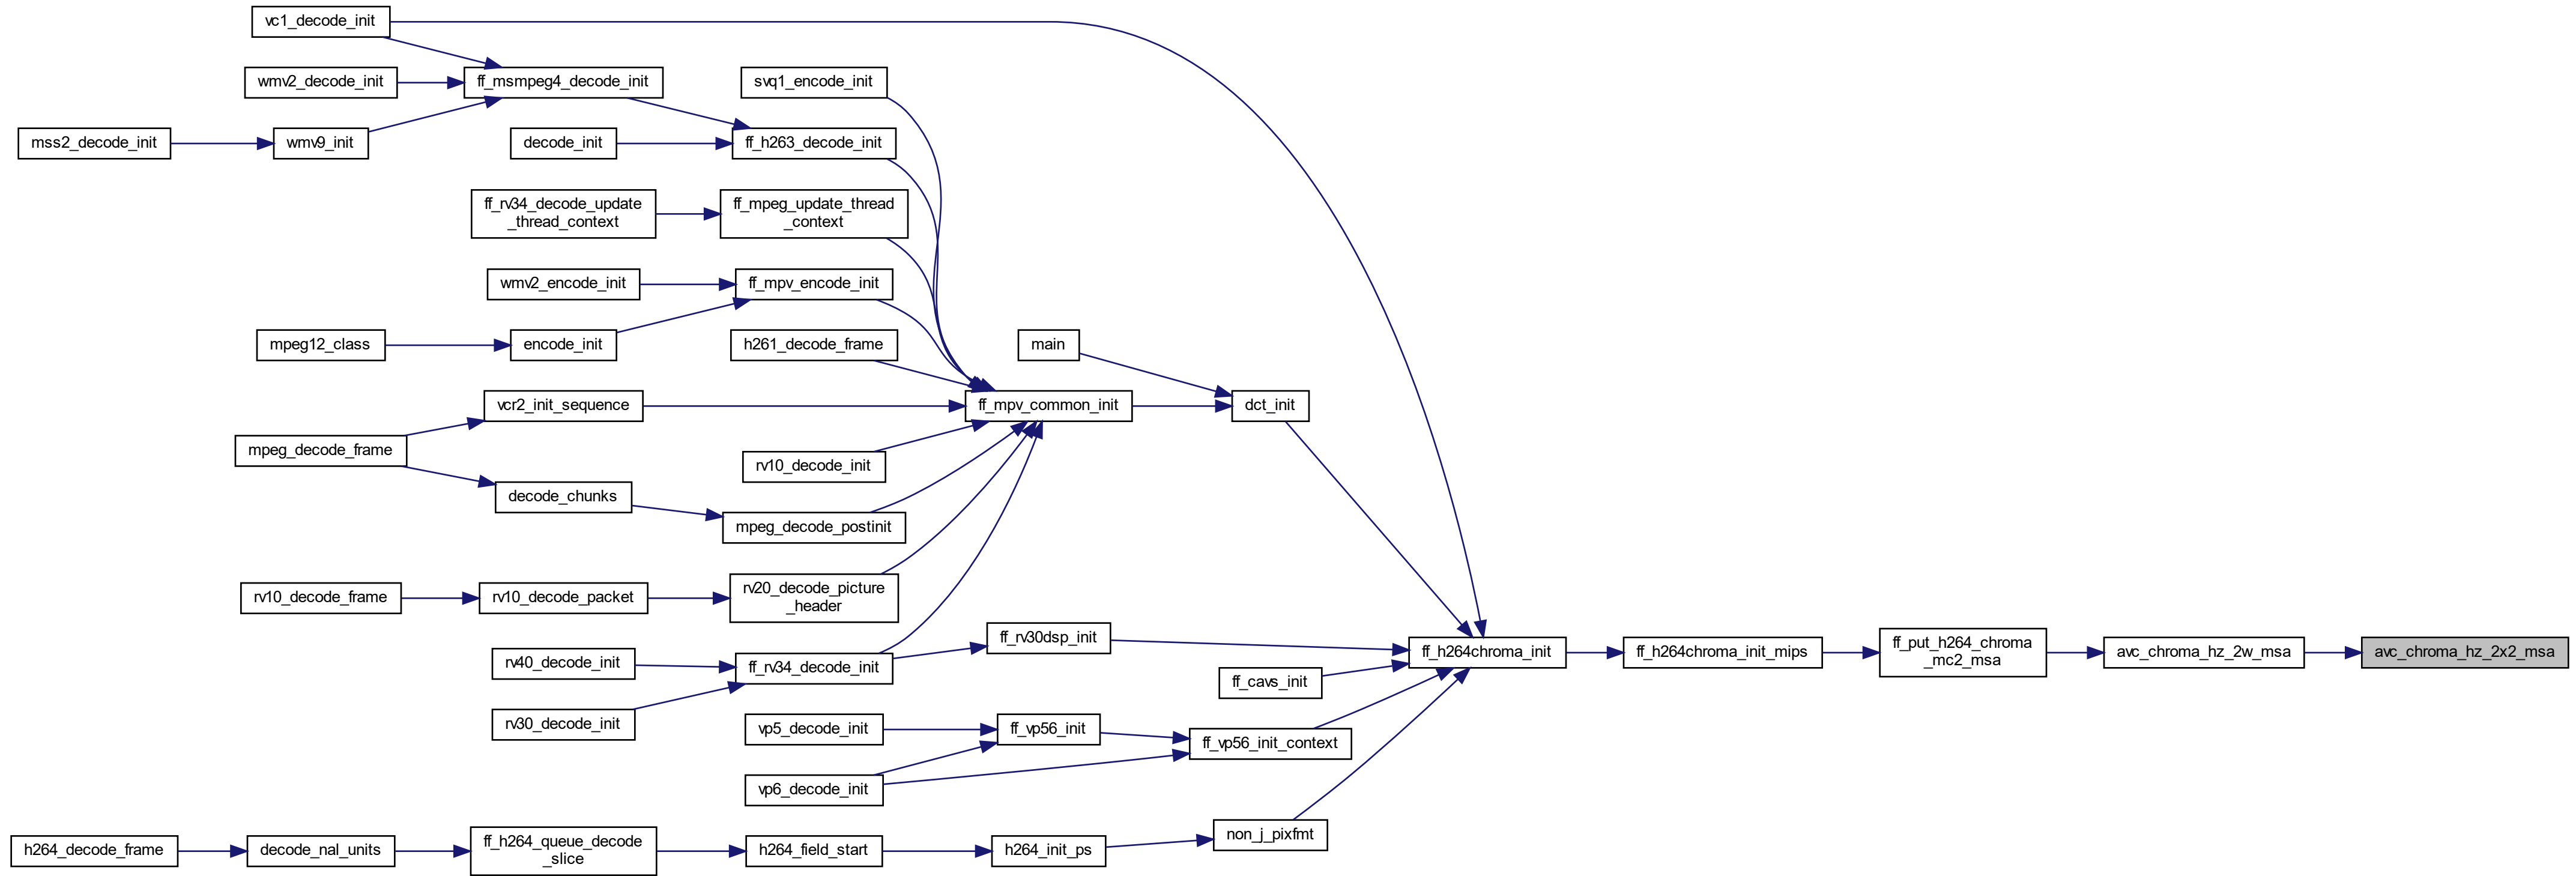 vc1_decode_init
wmv2_decode_init
ff_msmpeg4_decode_init
svq1_encode_init
mss2_decode_init
wmv9_init
decode_init
ff_h263_decode_init
ff_rv34_decode_update
_thread_context
ff_mpeg_update_thread
_context
wmv2_encode_init
ff_mpv_encode_init
mpeg12_class
encode_init
h261_decode_frame
main
vcr2_init_sequence
ff_mpv_common_init
dct_init
mpeg_decode_frame
rv10_decode_init
decode_chunks
mpeg_decode_postinit
rv10_decode_frame
rv10_decode_packet
rv20_decode_picture
_header
rv40_decode_init
ff_rv34_decode_init
ff_rv30dsp_init
ff_h264chroma_init
ff_h264chroma_init_mips
ff_put_h264_chroma
_mc2_msa
avc_chroma_hz_2w_msa
avc_chroma_hz_2x2_msa
ff_cavs_init
rv30_decode_init
vp5_decode_init
ff_vp56_init
ff_vp56_init_context
vp6_decode_init
non_j_pixfmt
h264_decode_frame
decode_nal_units
ff_h264_queue_decode
_slice
h264_field_start
h264_init_ps